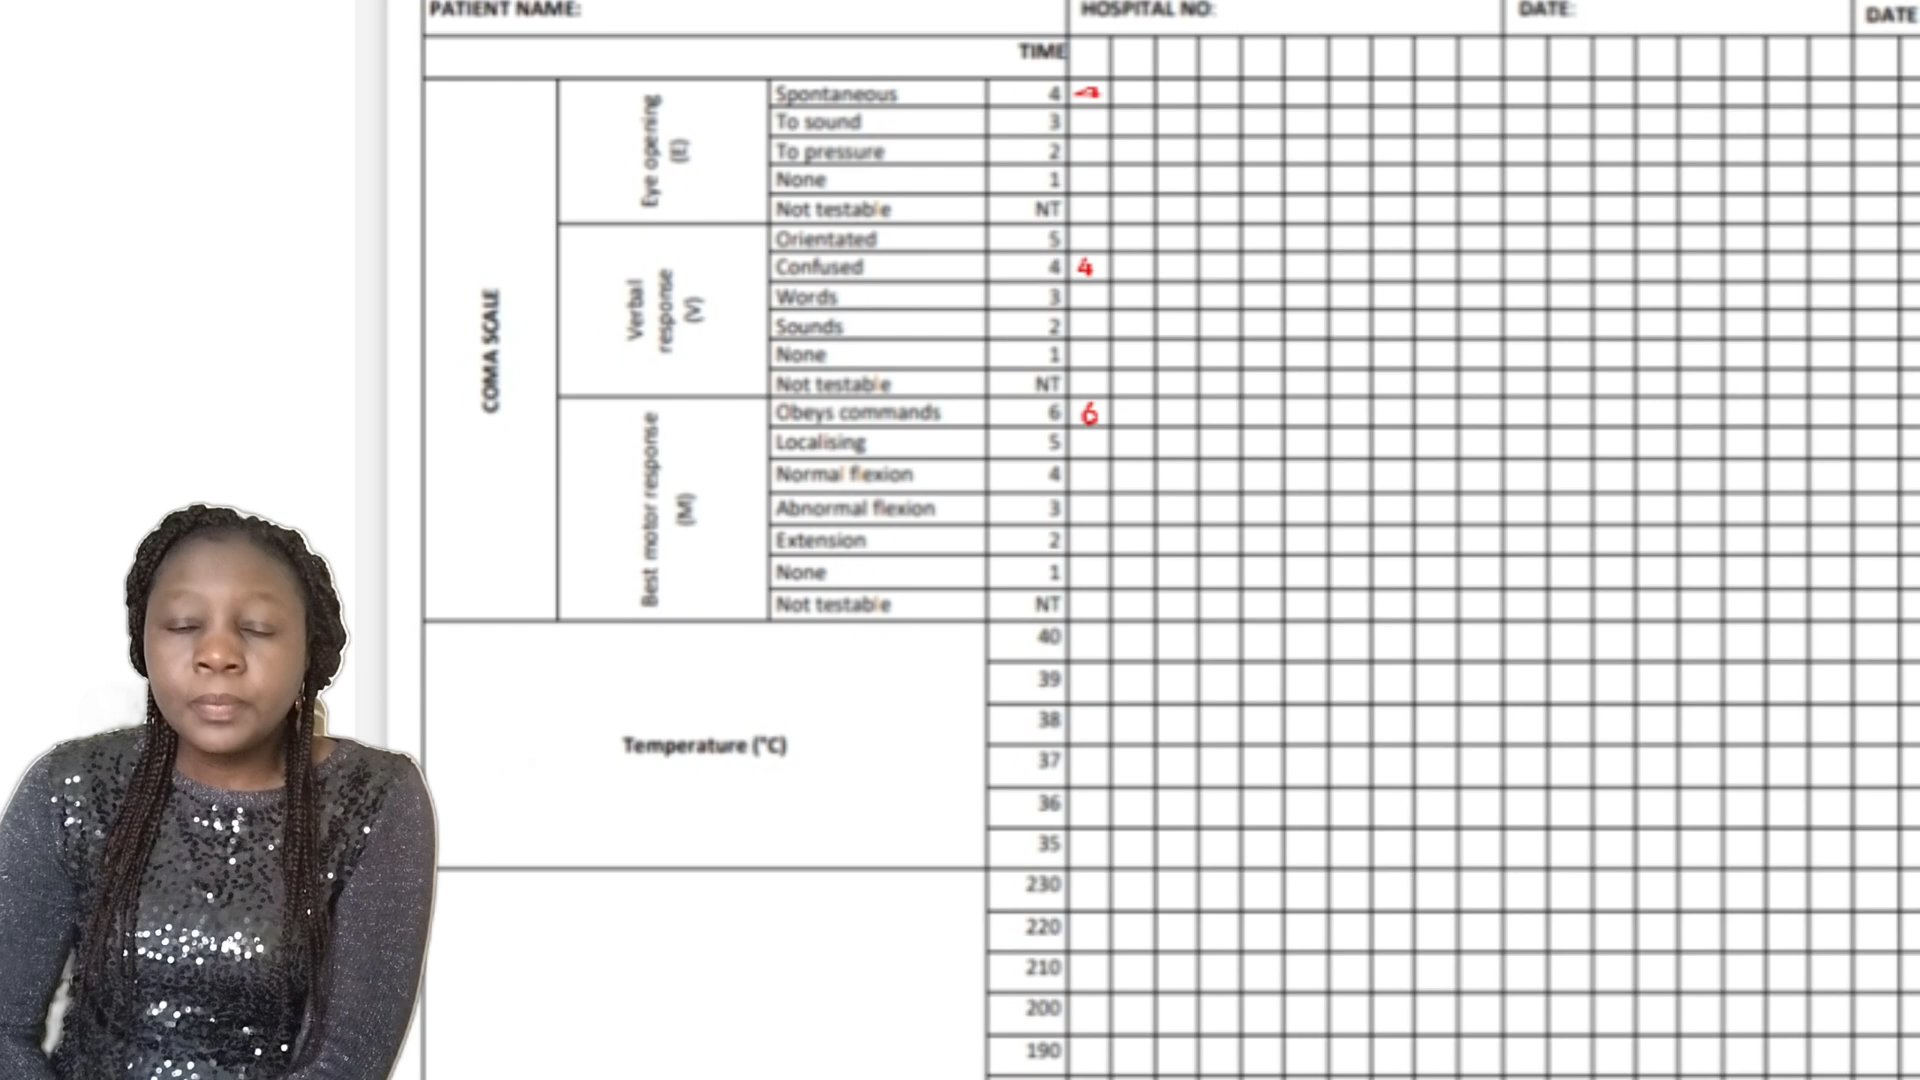 PATIENT NAME: HOSPITAL NO: DATE: DATE
TIME
COMA SCALE
Eye opening
(E)
Spontaneous 4
To sound 3
To pressure 2
None 1
Not testable NT
Verbal
response
(V)
Orientated 5
Confused 4 4
Words 3
Sounds 2
None 1
Not testable NT
Best motor response
(M)
Obeys commands 6 6
Localising 5
Normal flexion 4
Abnormal flexion 3
Extension 2
None 1
Not testable NT
Temperature (°C)
40
39
38
37
36
35
230
220
210
200
190